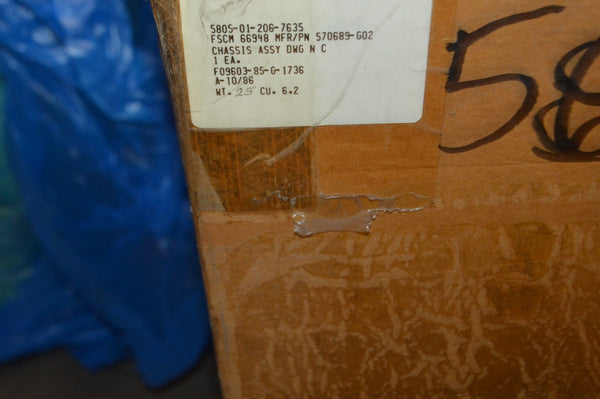 5805-01-206-7635
FSCM 66948 MFR/PN 570689-G02
CHASSIS ASSY DWG N C
1 EA.
F09603-85-G-1736
A-10/86
WT. 25 CU. 6.2
58